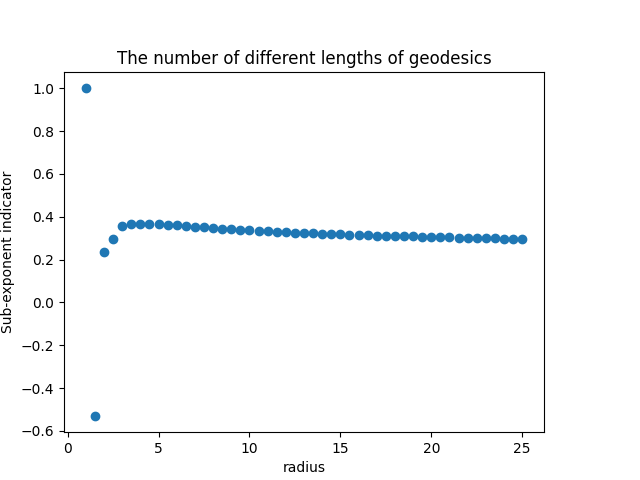 The number of different lengths of geodesics
Sub-exponent indicator
1.0
0.8
0.6
0.4
0.2
0.0
−0.2
−0.4
−0.6
0 5 10 15 20 25
radius